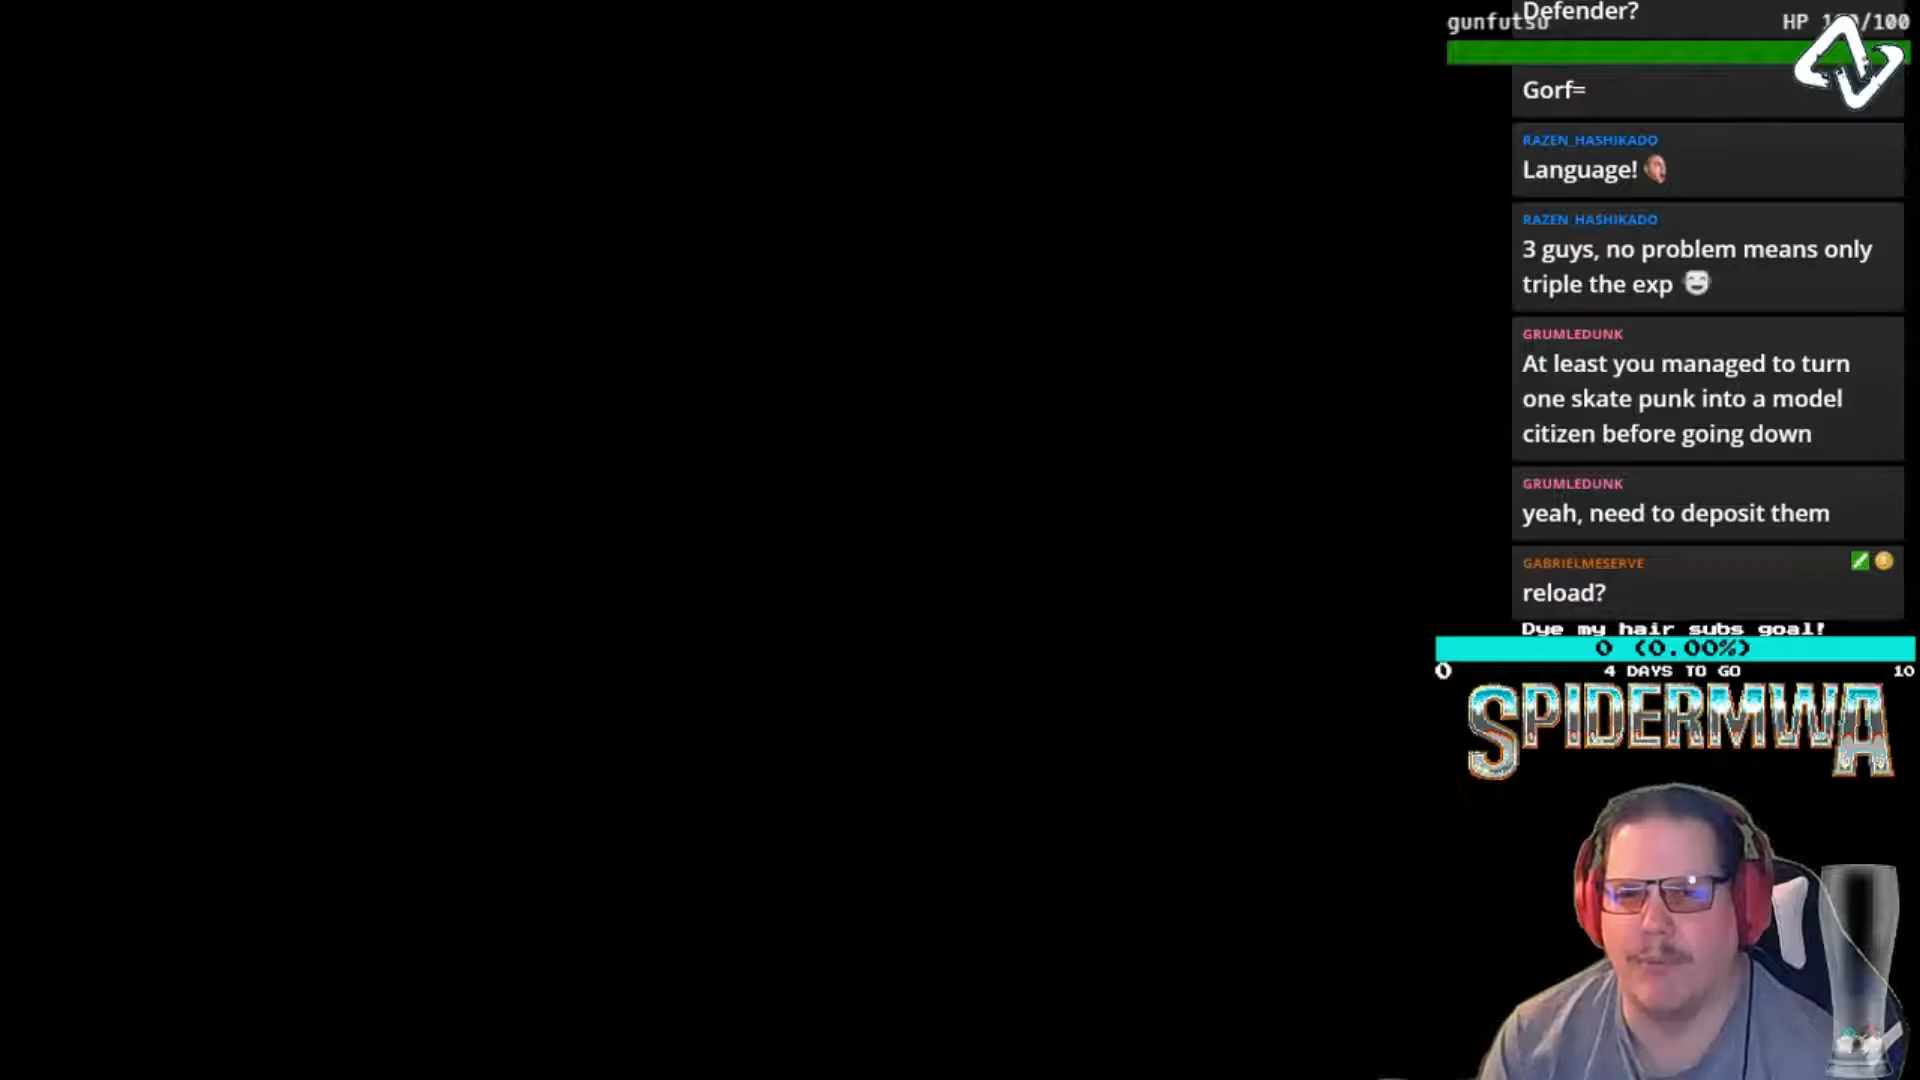 Defender?
gunfutsu
HP 100/100
Gorf=
RAZEN_HASHIKADO
Language!
RAZEN_HASHIKADO
3 guys, no problem means only
triple the exp
GRUMLEDUNK
At least you managed to turn
one skate punk into a model
citizen before going down
GRUMLEDUNK
yeah, need to deposit them
GABRIELMESERVE
reload?
Dye my hair subs goal!
0 (0.00%)
0 4 DAYS TO GO 10
SPIDERMWA